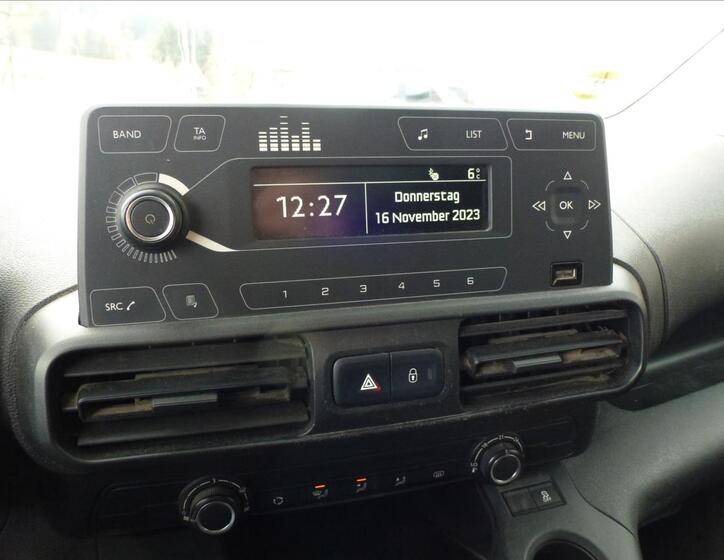 BAND
TA
INFO
LIST
MENU
6°C
12:27
Donnerstag
16 November 2023
OK
SRC
1 2 3 4 5 6